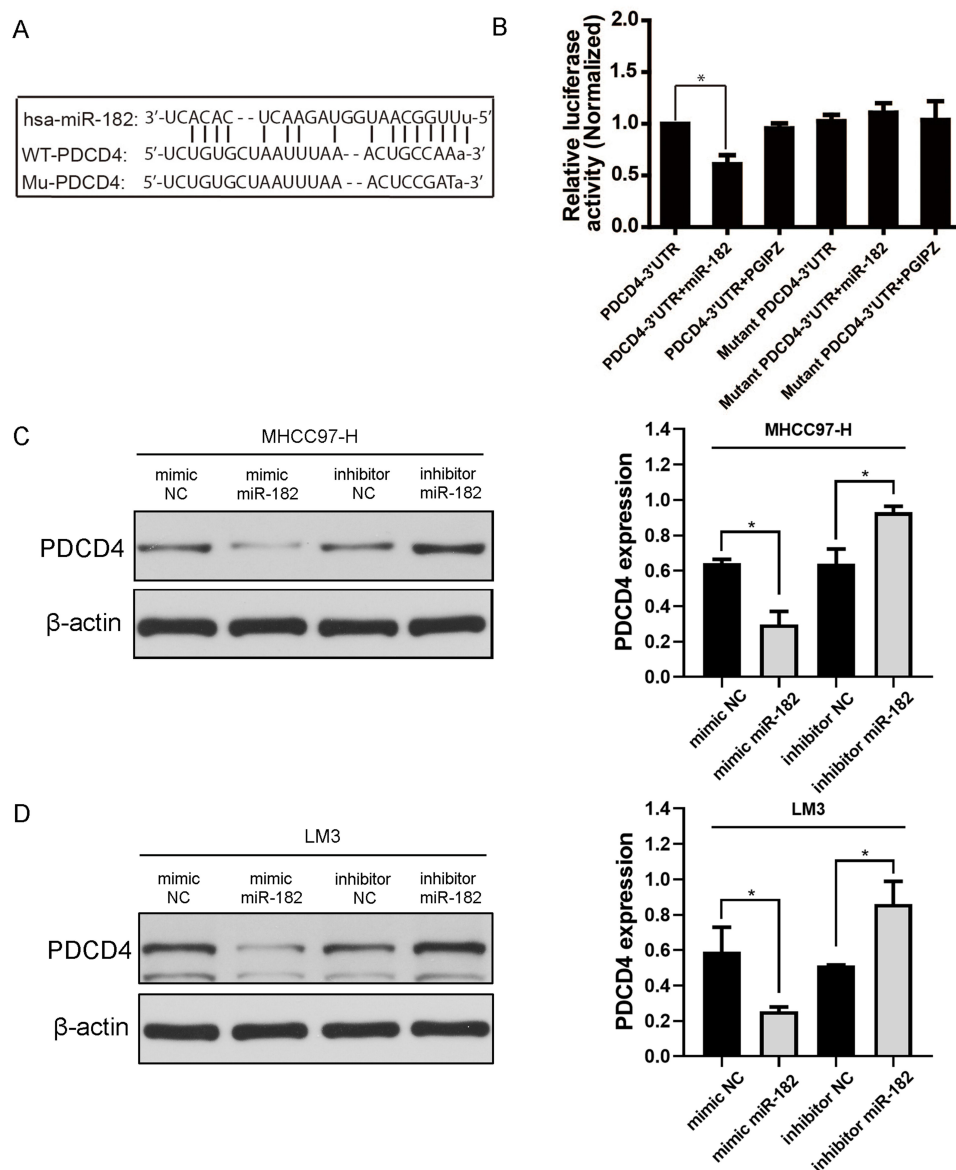 A
hsa-miR-182: 3′-UCACAC--UCAAGAUGGUAACGGUUu-5′
WT-PDCD4: 5′-UCUGUGCUAAUUUAA--ACUGCCAAa-3′
Mu-PDCD4: 5′-UCUGUGCUAAUUUAA--ACUCCGATa-3′
B
Relative luciferase
activity (Normalized)
2.0
1.5
1.0
0.5
0.0
*
PDCD4-3'UTR
PDCD4-3'UTR+miR-182
PDCD4-3'UTR+PGIPZ
Mutant PDCD4-3'UTR
Mutant PDCD4-3'UTR+miR-182
Mutant PDCD4-3'UTR+PGIPZ
C
MHCC97-H
mimic NC
mimic miR-182
inhibitor NC
inhibitor miR-182
PDCD4
β-actin
MHCC97-H
PDCD4 expression
1.4
1.2
1.0
0.8
0.6
0.4
0.2
0.0
*
*
mimic NC
mimic miR-182
inhibitor NC
inhibitor miR-182
D
LM3
mimic NC
mimic miR-182
inhibitor NC
inhibitor miR-182
PDCD4
β-actin
LM3
PDCD4 expression
1.4
1.2
1.0
0.8
0.6
0.4
0.2
0.0
*
*
mimic NC
mimic miR-182
inhibitor NC
inhibitor miR-182